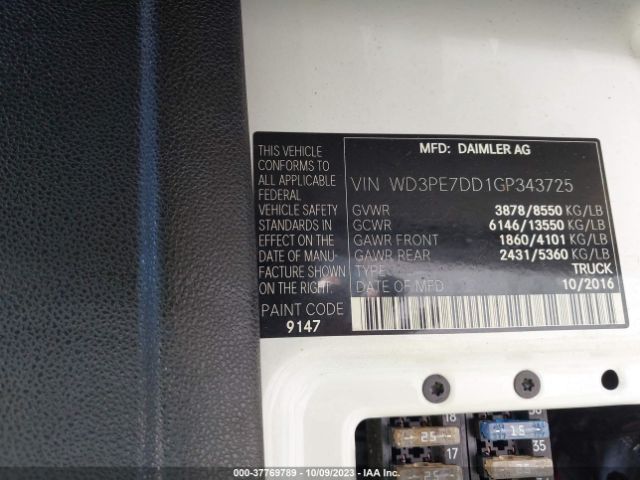 MFD: DAIMLER AG
THIS VEHICLE
CONFORMS TO
ALL APPLICABLE
FEDERAL
VEHICLE SAFETY
STANDARDS IN
EFFECT ON THE
DATE OF MANU-
FACTURE SHOWN
ON THE RIGHT.
PAINT CODE
9147
VIN WD3PE7DD1GP343725
GVWR 3878/8550 KG/LB
GCWR 6146/13550 KG/LB
GAWR FRONT 1860/4101 KG/LB
GAWR REAR 2431/5360 KG/LB
TYPE TRUCK
DATE OF MFD 10/2016
18
25
17
25
15
35
000-37769789 - 10/09/2023 - IAA Inc.